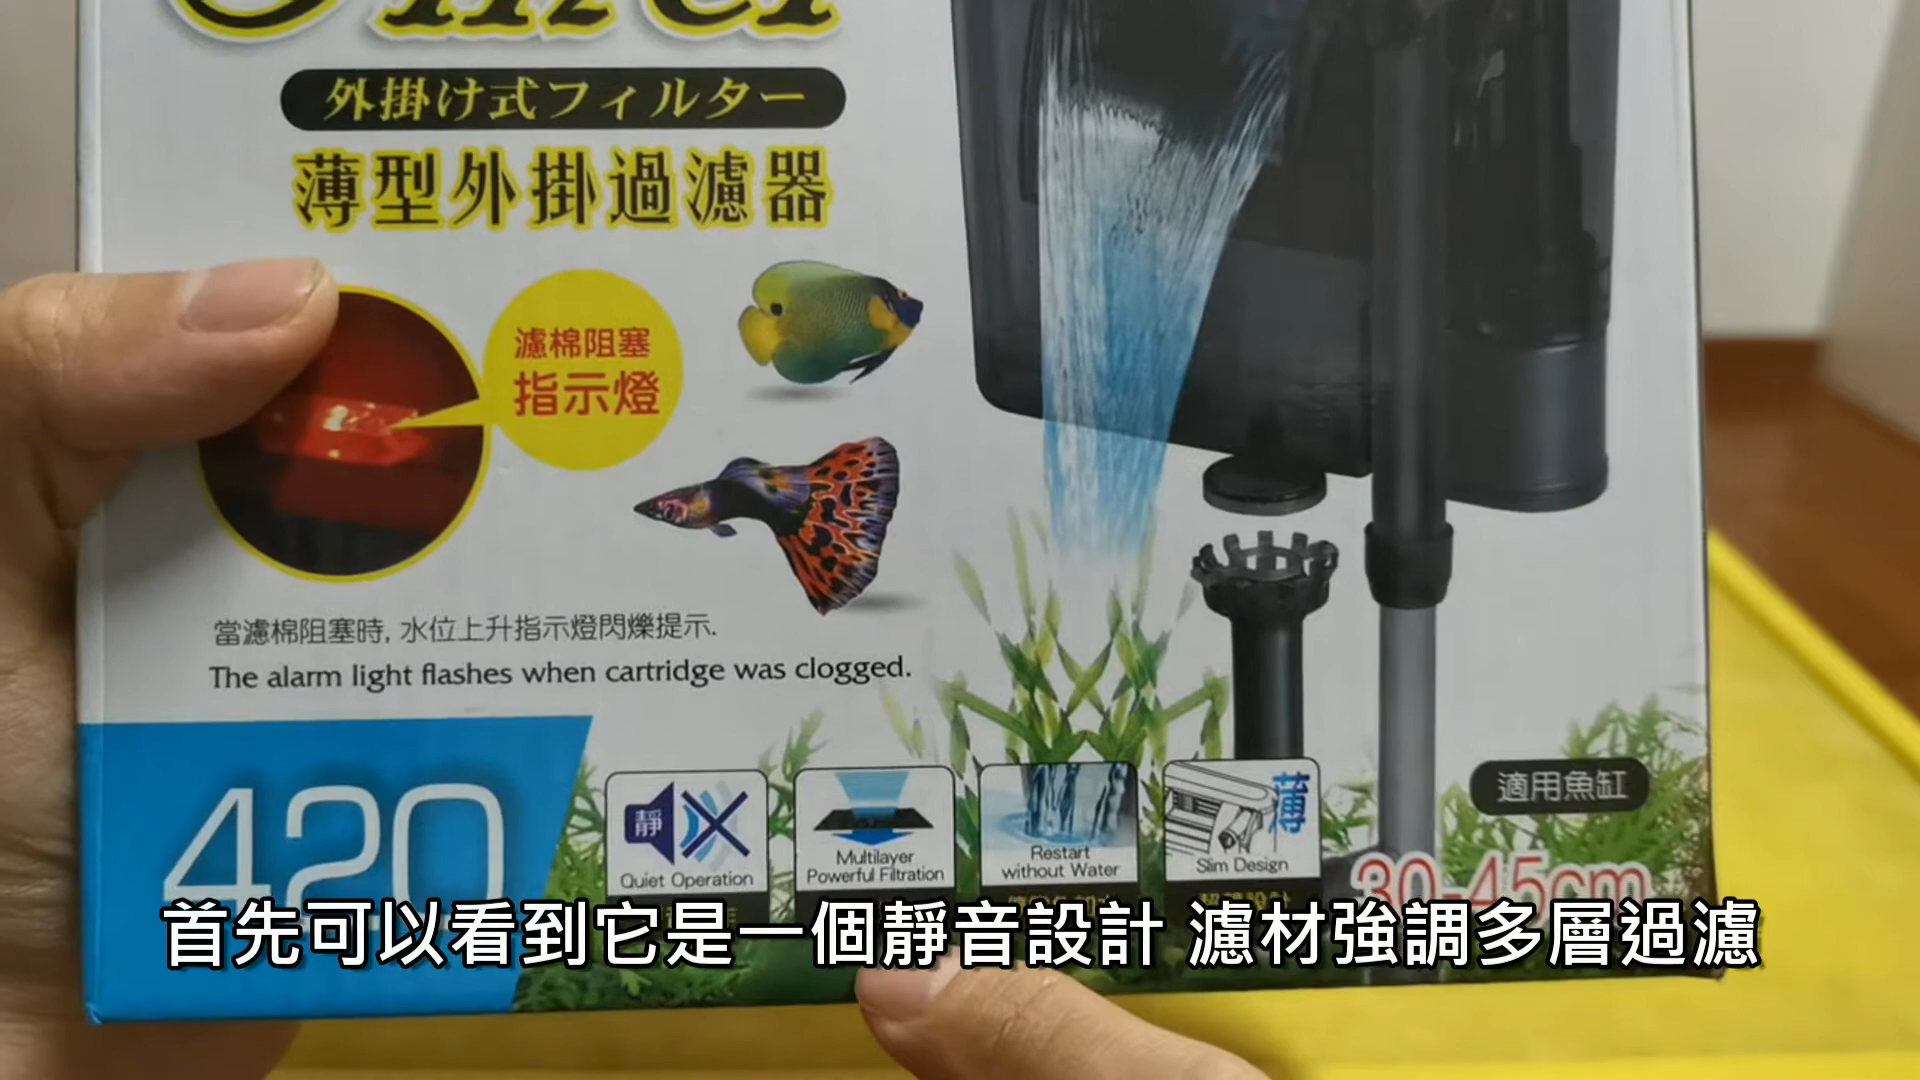 外掛け式フィルター
薄型外掛過濾器
濾棉阻塞
指示燈
當濾棉阻塞時, 水位上升指示燈閃爍提示.
The alarm light flashes when cartridge was clogged.
420
靜
Quiet Operation
Multilayer
Powerful Filtration
Restart
without Water
薄
Slim Design
適用魚缸
30-45cm
首先可以看到它是一個靜音設計 濾材強調多層過濾